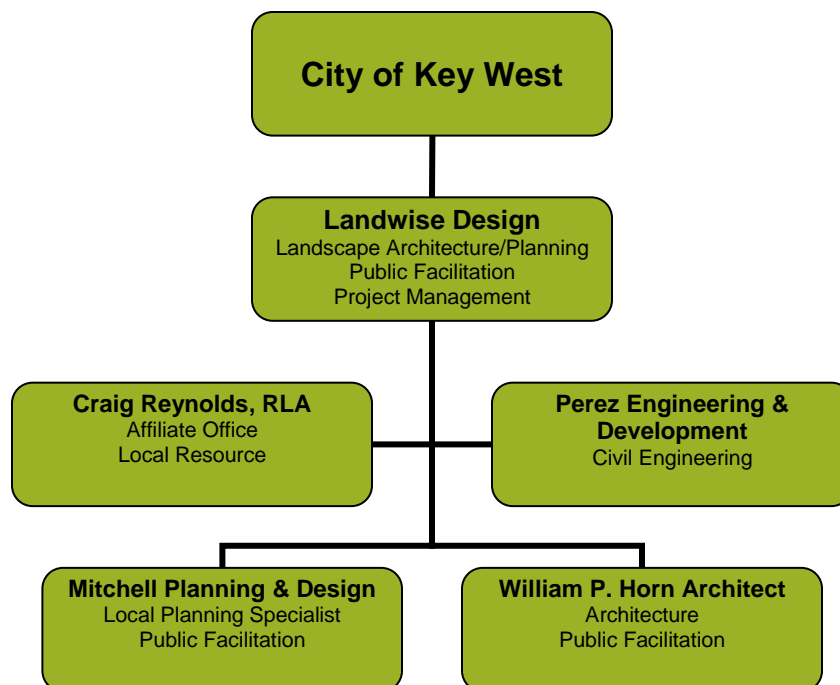 City of Key West
Landwise Design
Landscape Architecture/Planning
Public Facilitation
Project Management
Craig Reynolds, RLA
Affiliate Office
Local Resource
Perez Engineering &
Development
Civil Engineering
Mitchell Planning & Design
Local Planning Specialist
Public Facilitation
William P. Horn Architect
Architecture
Public Facilitation